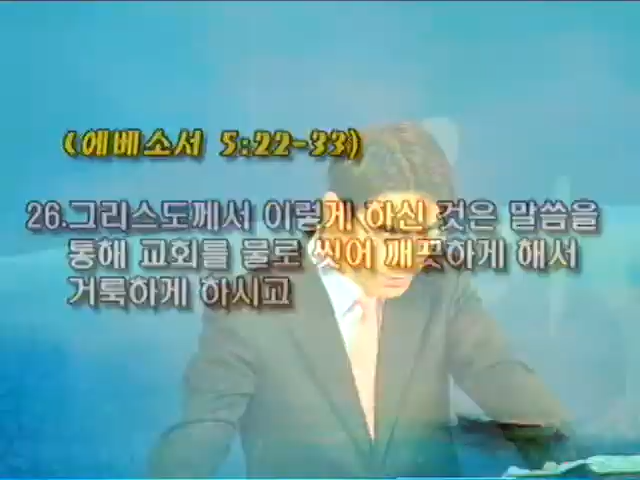 (에베소서 5:22-33)
26.그리스도께서 이렇게 하신 것은 말씀을
통해 교회를 물로 씻어 깨끗하게 해서
거룩하게 하시고